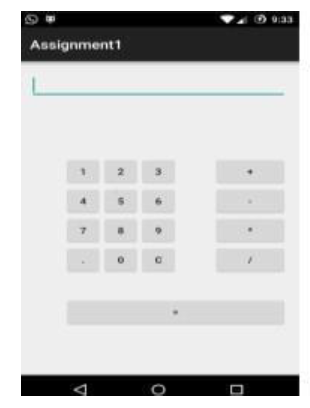 9:33
Assignment1
1 2 3 +
4 5 6 -
7 8 9 *
. 0 C /
=